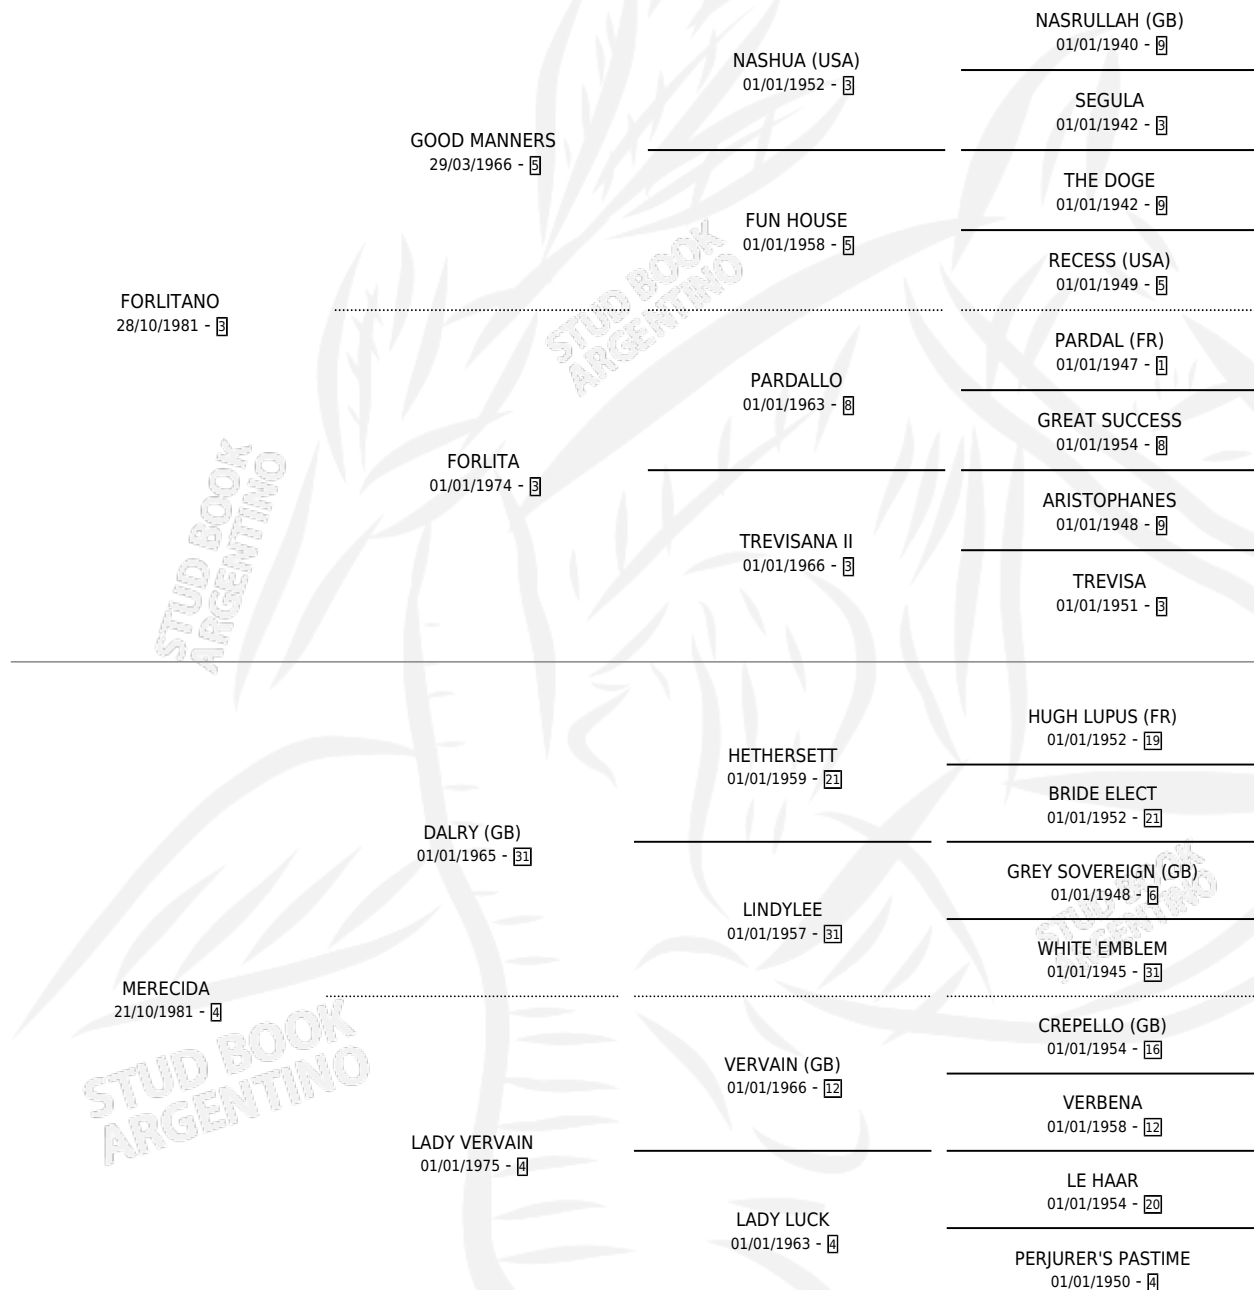 NASRULLAH (GB)
01/01/1940 - 9
NASHUA (USA)
01/01/1952 - 3
SEGULA
01/01/1942 - 3
GOOD MANNERS
29/03/1966 - 5
THE DOGE
01/01/1942 - 9
FUN HOUSE
01/01/1958 - 5
RECESS (USA)
01/01/1949 - 5
FORLITANO
28/10/1981 - 3
PARDAL (FR)
01/01/1947 - 1
PARDALLO
01/01/1963 - 8
GREAT SUCCESS
01/01/1954 - 8
FORLITA
01/01/1974 - 3
ARISTOPHANES
01/01/1948 - 9
TREVISANA II
01/01/1966 - 3
TREVISA
01/01/1951 - 3
HUGH LUPUS (FR)
01/01/1952 - 19
HETHERSETT
01/01/1959 - 21
BRIDE ELECT
01/01/1952 - 21
DALRY (GB)
01/01/1965 - 31
GREY SOVEREIGN (GB)
01/01/1948 - 6
LINDYLEE
01/01/1957 - 31
WHITE EMBLEM
01/01/1945 - 31
MERECIDA
21/10/1981 - 4
CREPELLO (GB)
01/01/1954 - 16
VERVAIN (GB)
01/01/1966 - 12
VERBENA
01/01/1958 - 12
LADY VERVAIN
01/01/1975 - 4
LE HAAR
01/01/1954 - 20
LADY LUCK
01/01/1963 - 4
PERJURER'S PASTIME
01/01/1950 - 4
STUD BOOK
ARGENTINO
STUD BOOK
ARGENTINO
STUD BOOK
ARGENTINO
STUD BOOK
ARGENTINO